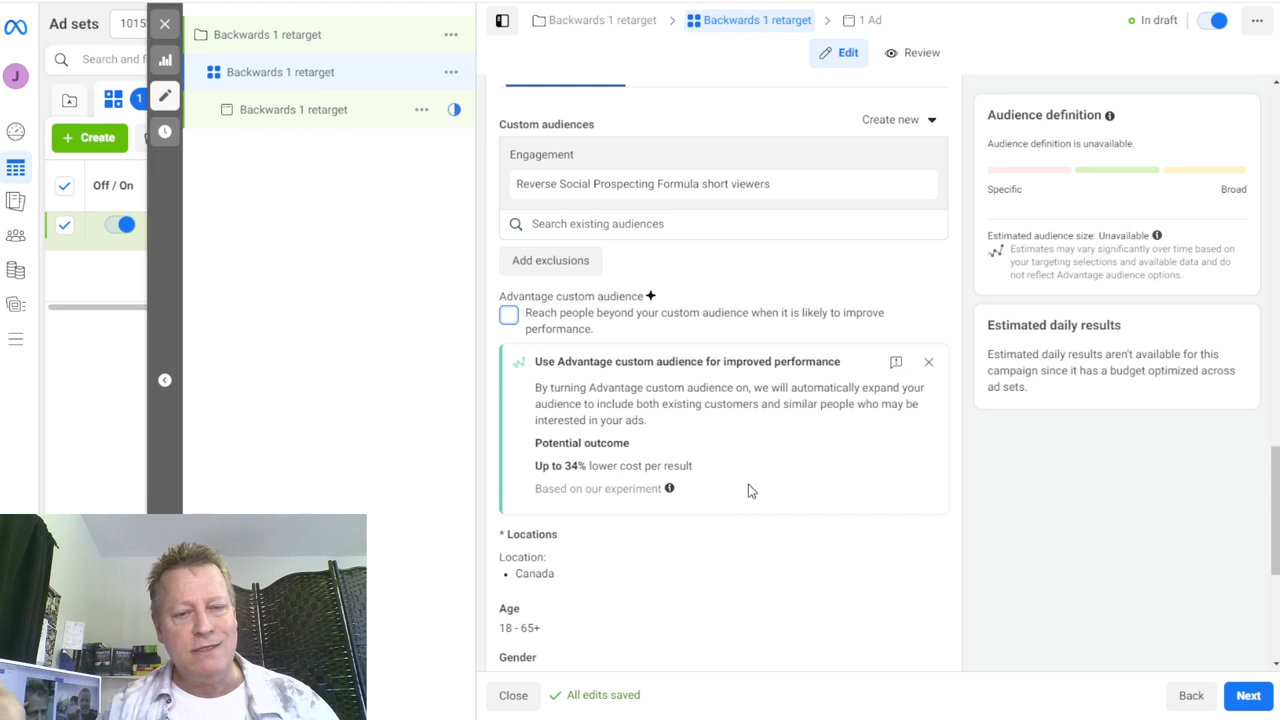 Ad sets
1015
Search and f
1
+ Create
Off / On
J
Backwards 1 retarget
Backwards 1 retarget
Backwards 1 retarget
Backwards 1 retarget
Backwards 1 retarget
1 Ad
In draft
Edit
Review
Custom audiences
Create new
Engagement
Reverse Social Prospecting Formula short viewers
Search existing audiences
Add exclusions
Advantage custom audience
Reach people beyond your custom audience when it is likely to improve
performance.
Use Advantage custom audience for improved performance
By turning Advantage custom audience on, we will automatically expand your
audience to include both existing customers and similar people who may be
interested in your ads.
Potential outcome
Up to 34% lower cost per result
Based on our experiment
* Locations
Location:
• Canada
Age
18 - 65+
Gender
Audience definition
Audience definition is unavailable.
Specific
Broad
Estimated audience size: Unavailable
Estimates may vary significantly over time based on
your targeting selections and available data and do
not reflect Advantage audience options.
Estimated daily results
Estimated daily results aren't available for this
campaign since it has a budget optimized across
ad sets.
Close
All edits saved
Back
Next